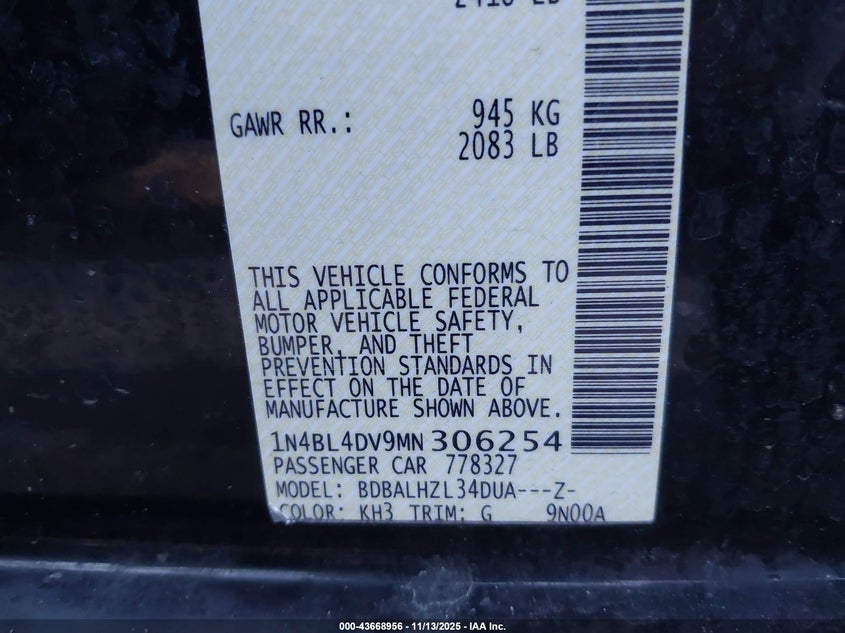 GAWR RR.: 945 KG
2083 LB
THIS VEHICLE CONFORMS TO
ALL APPLICABLE FEDERAL
MOTOR VEHICLE SAFETY,
BUMPER, AND THEFT
PREVENTION STANDARDS IN
EFFECT ON THE DATE OF
MANUFACTURE SHOWN ABOVE.
1N4BL4DV9MN 306254
PASSENGER CAR 778327
MODEL: BDBALHZL34DUA---Z-
COLOR: KH3 TRIM: G 9N00A
000-43668956 - 11/13/2025 - IAA Inc.